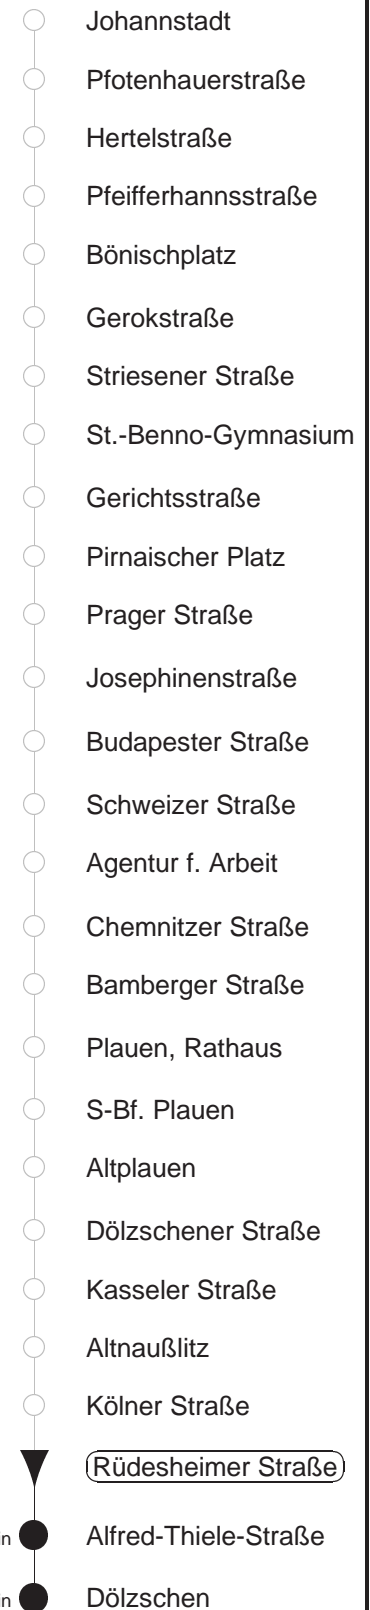 Johannstadt
Pfotenhauerstraße
Hertelstraße
Pfeifferhannsstraße
Bönischplatz
Gerokstraße
Striesener Straße
St.-Benno-Gymnasium
Gerichtsstraße
Pirnaischer Platz
Prager Straße
Josephinenstraße
Budapester Straße
Schweizer Straße
Agentur f. Arbeit
Chemnitzer Straße
Bamberger Straße
Plauen, Rathaus
S-Bf. Plauen
Altplauen
Dölzschener Straße
Kasseler Straße
Altnaußlitz
Kölner Straße
Rüdesheimer Straße
Alfred-Thiele-Straße
Dölzschen